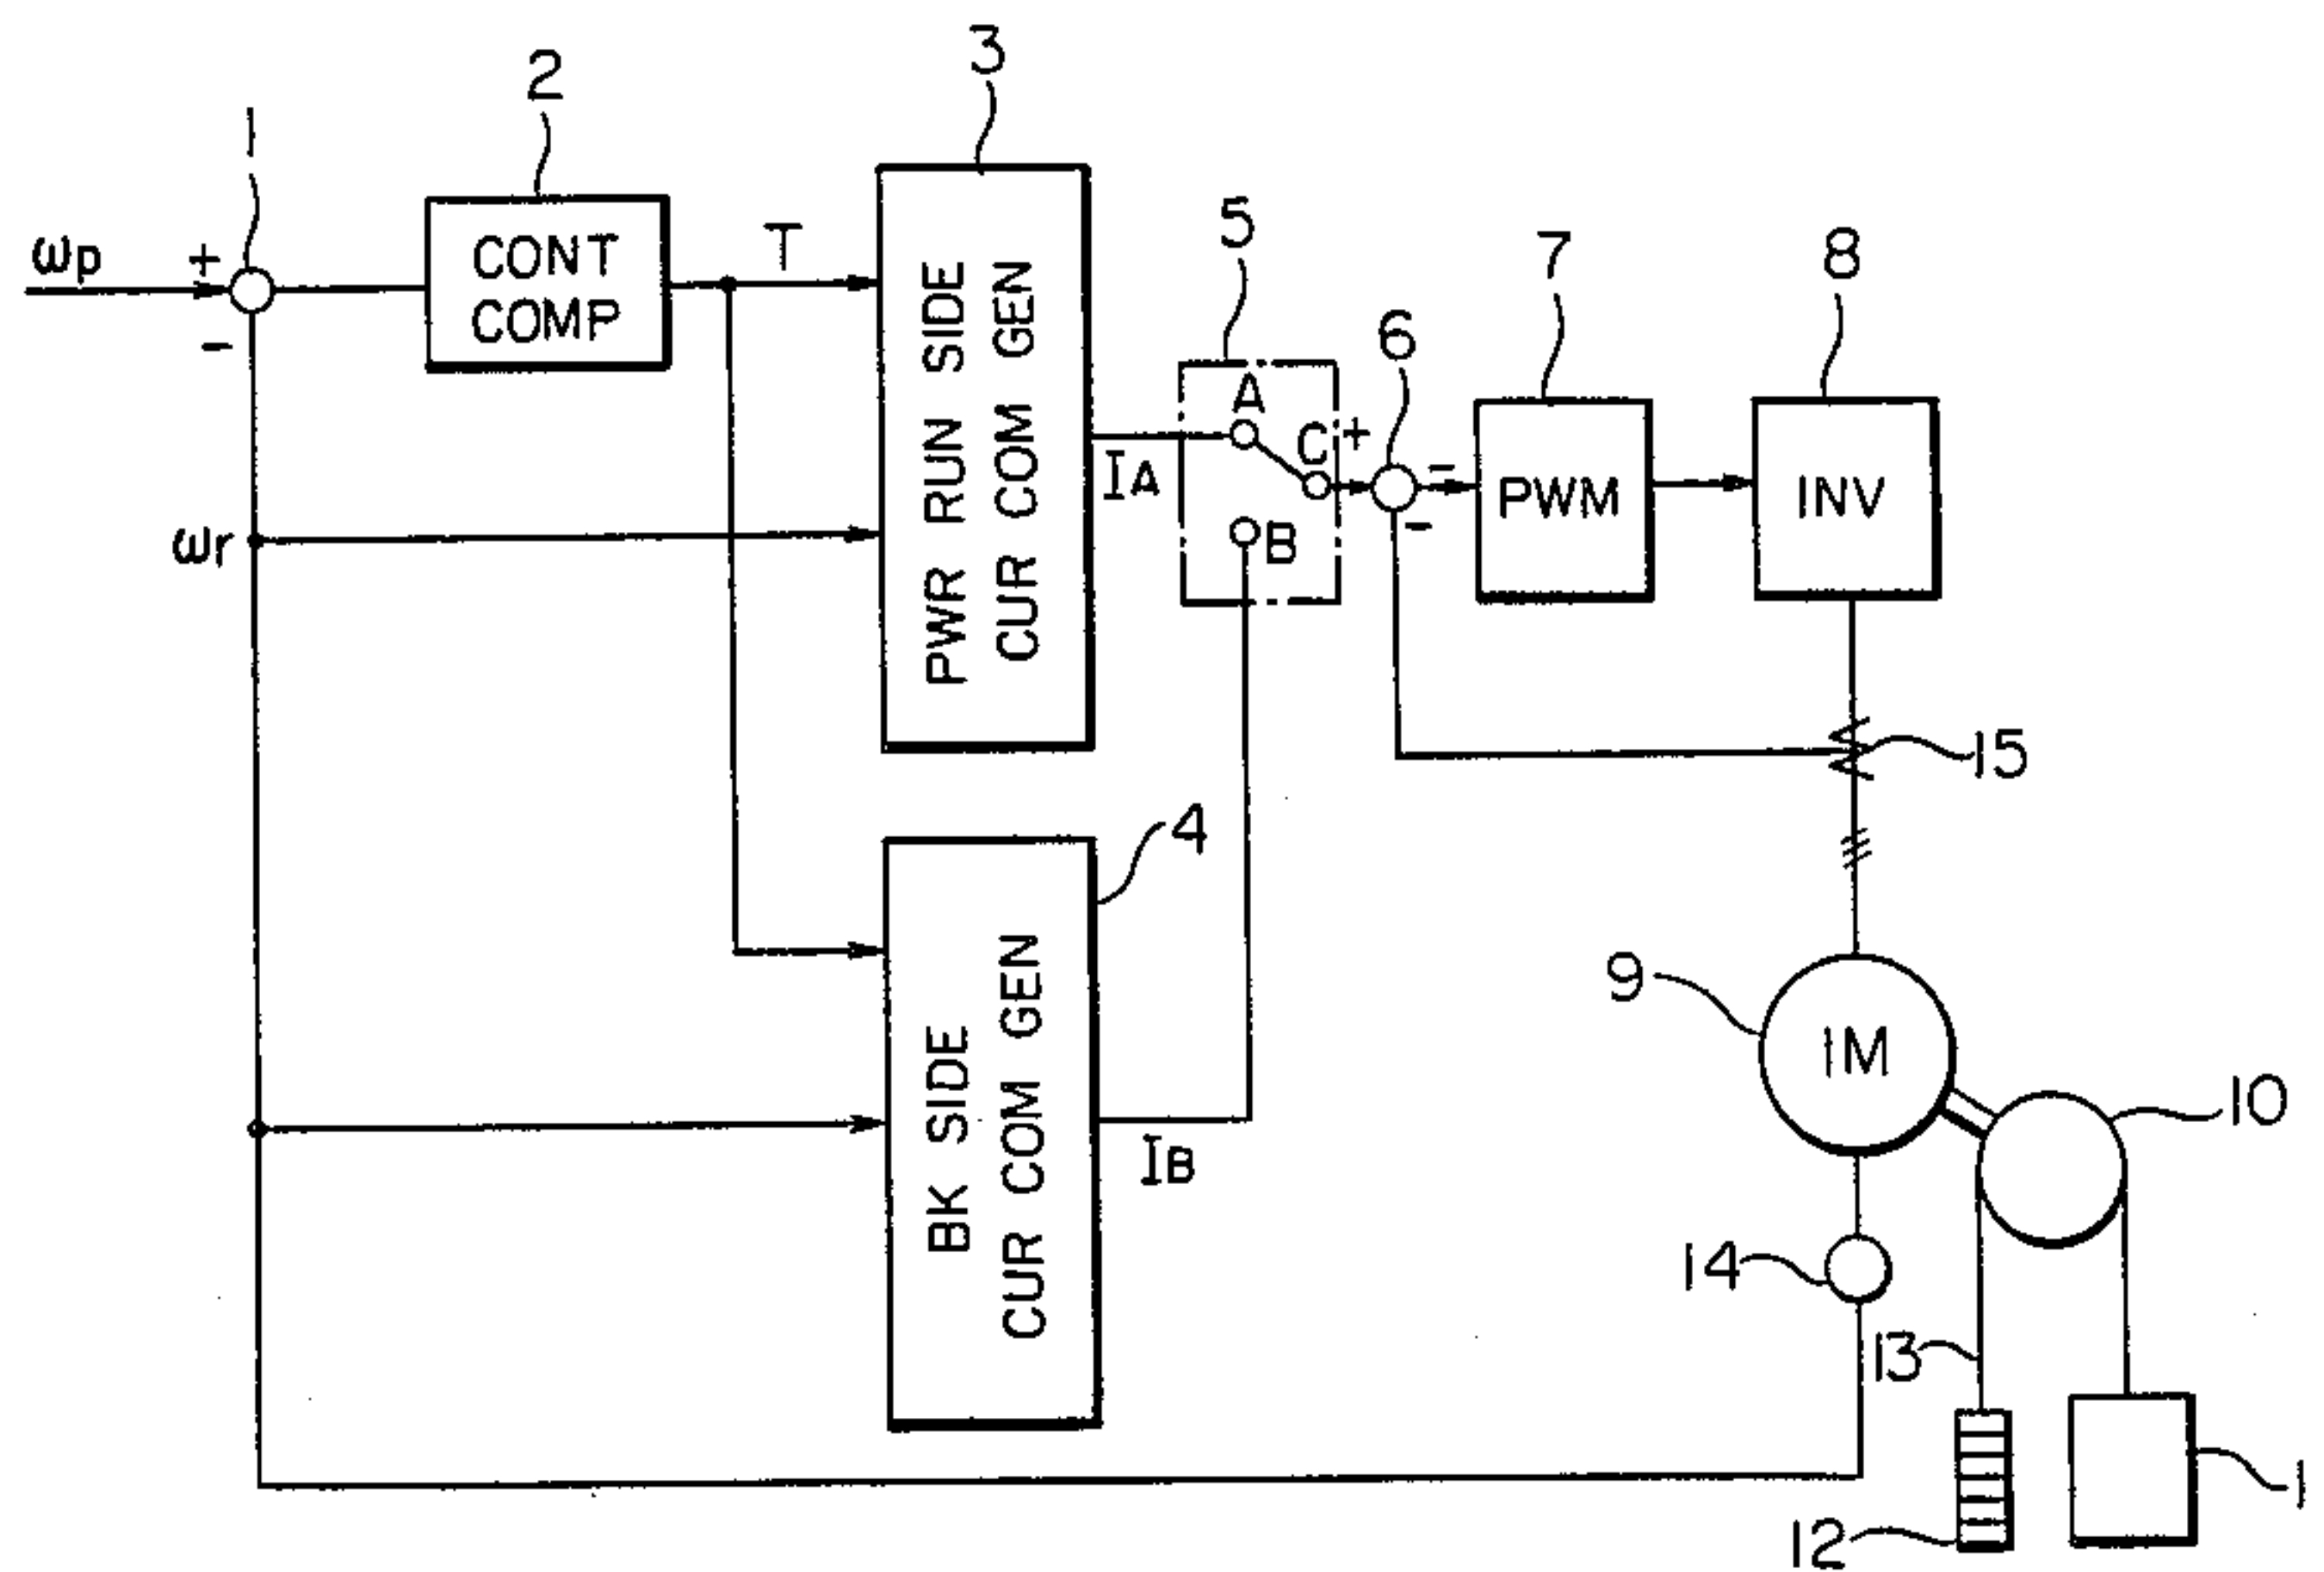 1
2
3
ωp
+
-
CONT
COMP
T
PWR RUN SIDE
CUR COM GEN
5
A
C
+
B
IA
6
-
-
7
PWM
8
INV
ωr
15
4
BK SIDE
CUR COM GEN
IB
9
IM
10
14
13
12
1